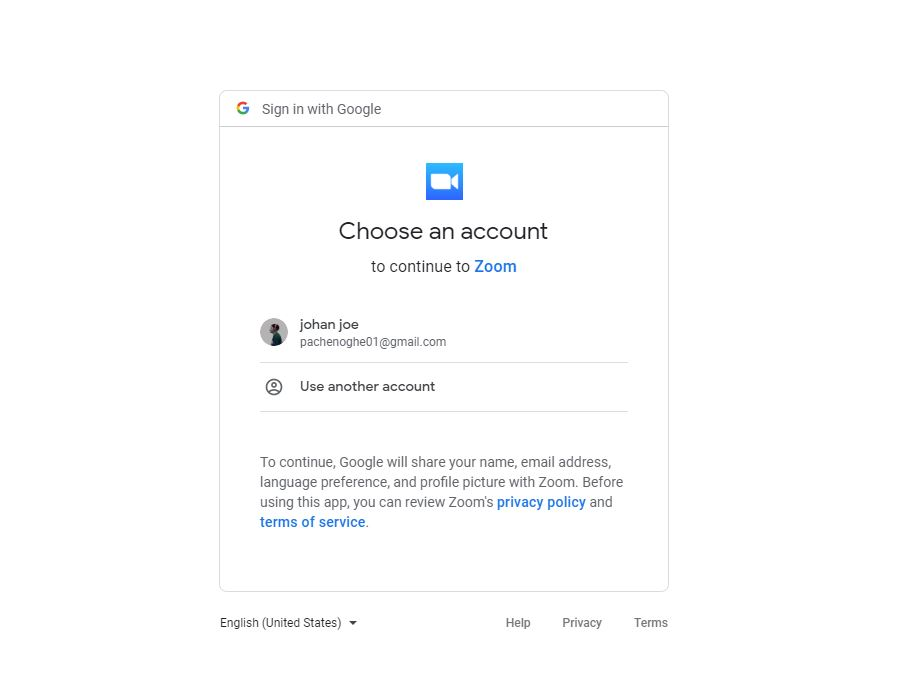 Sign in with Google
Choose an account
to continue to Zoom
johan joe
pachenoghe01@gmail.com
Use another account
To continue, Google will share your name, email address,
language preference, and profile picture with Zoom. Before
using this app, you can review Zoom's privacy policy and
terms of service.
English (United States)
Help Privacy Terms